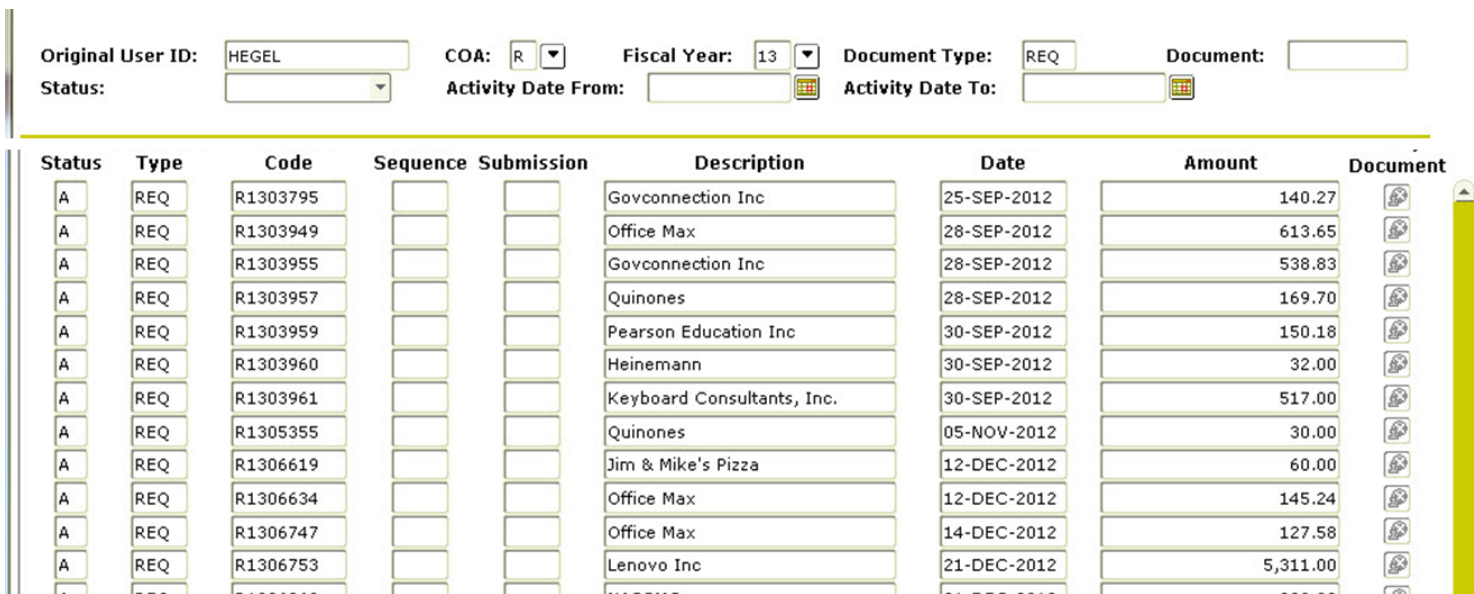 Original User ID: HEGEL COA: R Fiscal Year: 13 Document Type: REQ Document:
Status: Activity Date From: Activity Date To:
Status Type Code Sequence Submission Description Date Amount Document
A REQ R1303795 Govconnection Inc 25-SEP-2012 140.27
A REQ R1303949 Office Max 28-SEP-2012 613.65
A REQ R1303955 Govconnection Inc 28-SEP-2012 538.83
A REQ R1303957 Quinones 28-SEP-2012 169.70
A REQ R1303959 Pearson Education Inc 30-SEP-2012 150.18
A REQ R1303960 Heinemann 30-SEP-2012 32.00
A REQ R1303961 Keyboard Consultants, Inc. 30-SEP-2012 517.00
A REQ R1305355 Quinones 05-NOV-2012 30.00
A REQ R1306619 Jim & Mike's Pizza 12-DEC-2012 60.00
A REQ R1306634 Office Max 12-DEC-2012 145.24
A REQ R1306747 Office Max 14-DEC-2012 127.58
A REQ R1306753 Lenovo Inc 21-DEC-2012 5,311.00